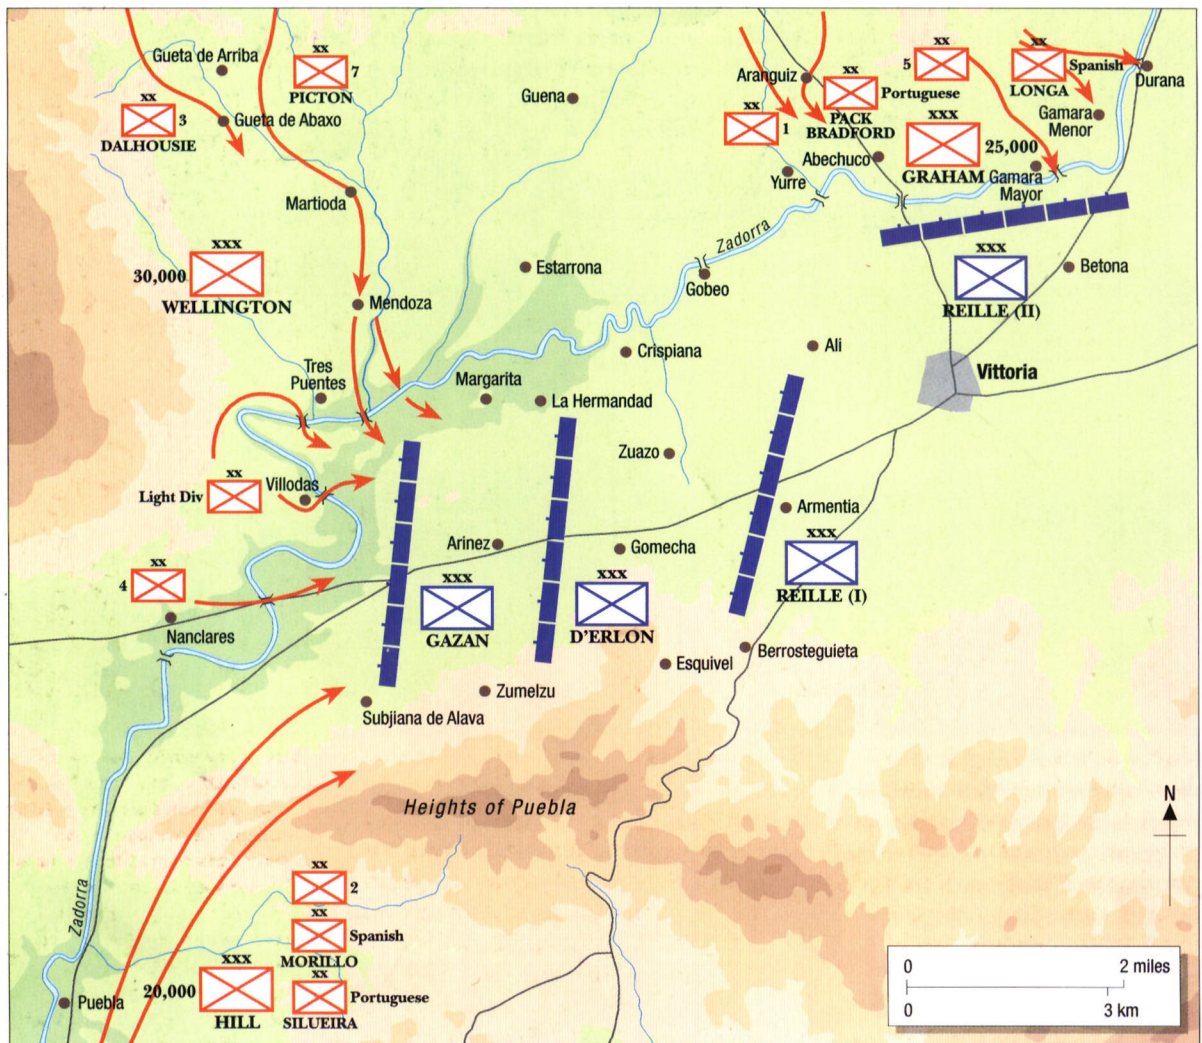 xx
7
PICTON
Gueta de Arriba
xx
3
DALHOUSIE
Gueta de Abaxo
Guena
Aranguiz
xx
Portuguese
PACK
BRADFORD
xx
1
5
xx
xx
Spanish
LONGA
Durana
Gamara
Menor
xxx
25,000
GRAHAM
Abechuco
Yurre
Gamara
Mayor
Martioda
Zadorra
xxx
30,000
WELLINGTON
Estarrona
Gobeo
xxx
REILLE (II)
Betona
Mendoza
Crispiana
Ali
Vittoria
Tres
Puentes
Margarita
La Hermandad
Zuazo
xx
Light Div
Villodas
Armentia
Arinez
Gomecha
xxx
REILLE (I)
xx
4
Nanclares
xxx
GAZAN
xxx
D'ERLON
Esquivel
Berrosteguieta
Zumelzu
Subjiana de Alava
Heights of Puebla
N
Zadorra
xx
2
xx
Spanish
MORILLO
xxx
20,000
HILL
xx
Portuguese
SILUEIRA
Puebla
0
2 miles
0
3 km